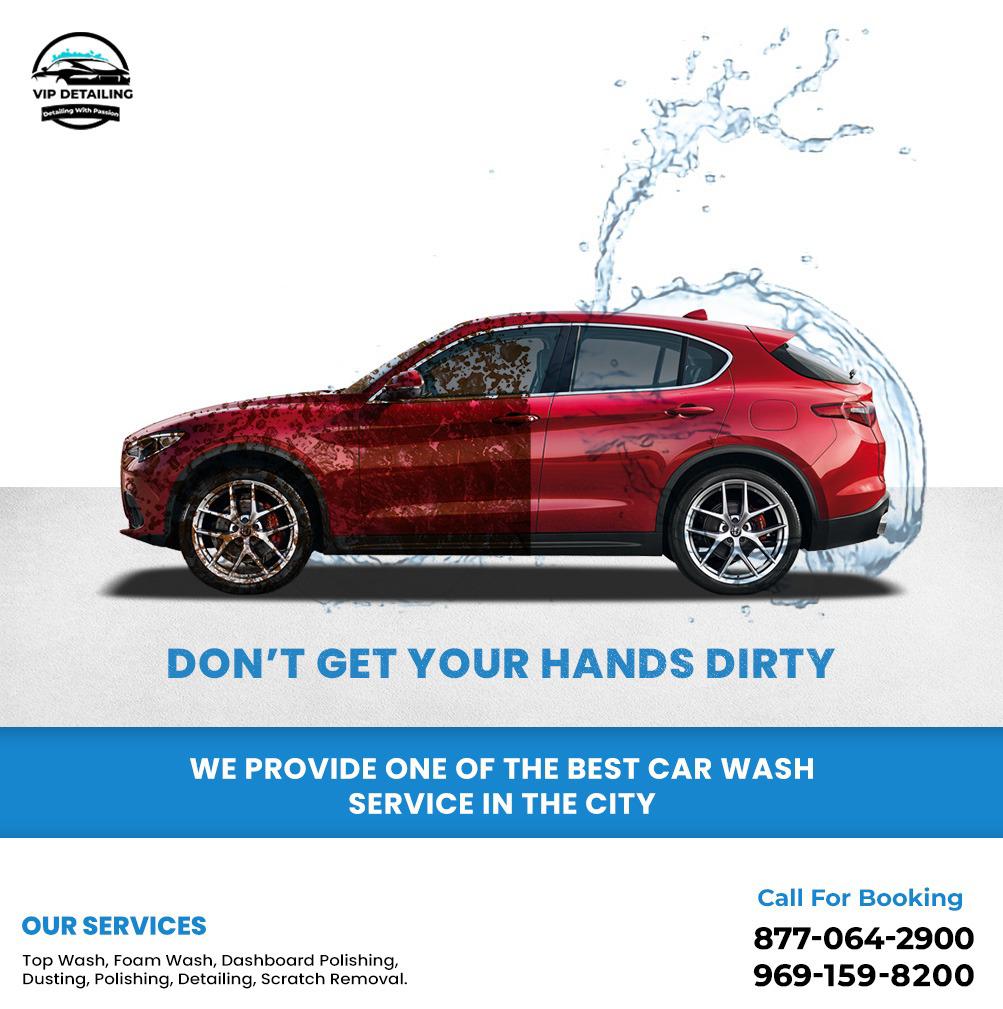 VIP DETAILING
Detailing With Passion
DON'T GET YOUR HANDS DIRTY
WE PROVIDE ONE OF THE BEST CAR WASH
SERVICE IN THE CITY
OUR SERVICES
Top Wash, Foam Wash, Dashboard Polishing,
Dusting, Polishing, Detailing, Scratch Removal.
Call For Booking
877-064-2900
969-159-8200